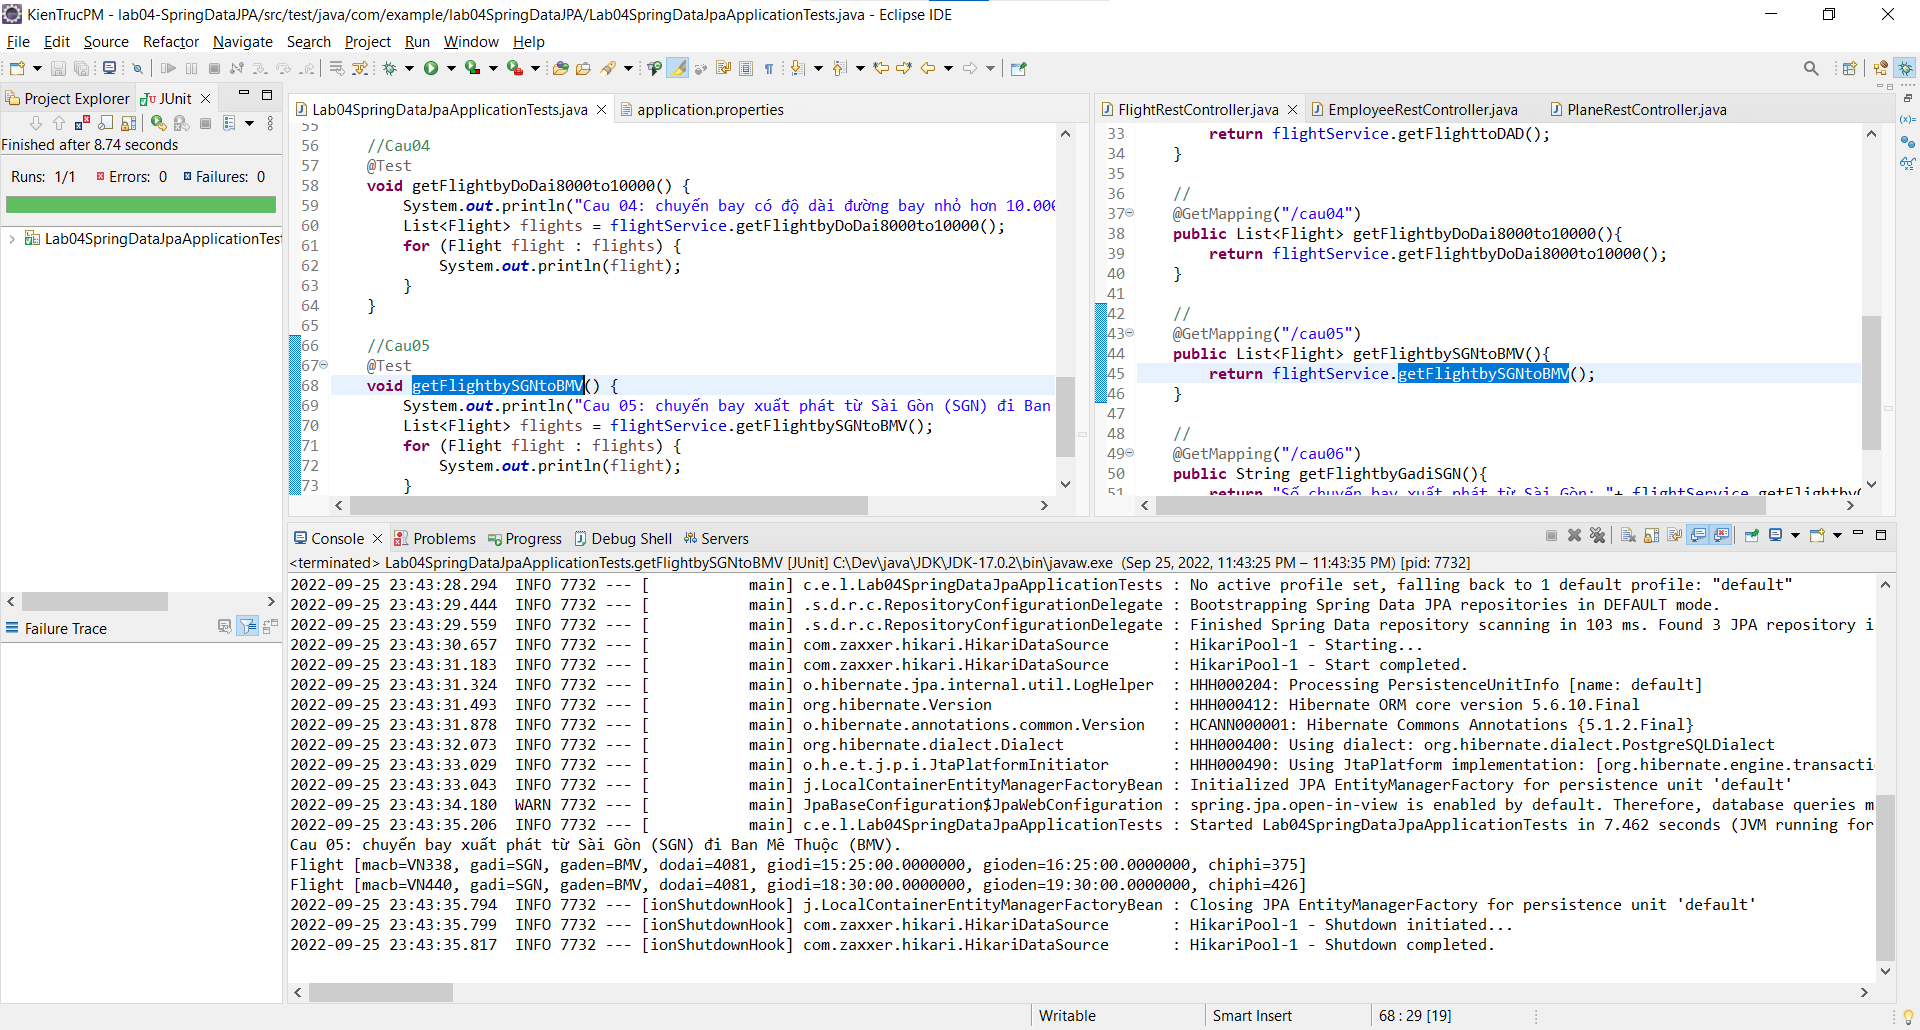 KienTrucPM - lab04-SpringDataJPA/src/test/java/com/example/lab04SpringDataJPA/Lab04SpringDataJpaApplicationTests.java - Eclipse IDE
File Edit Source Refactor Navigate Search Project Run Window Help
Project Explorer JUnit
Finished after 8.74 seconds
Runs: 1/1 Errors: 0 Failures: 0
Lab04SpringDataJpaApplicationTest
Failure Trace
Lab04SpringDataJpaApplicationTests.java application.properties
55
56 //Cau04
57 @Test
58 void getFlightbyDoDai8000to10000() {
59 System.out.println("Cau 04: chuyến bay có độ dài đường bay nhỏ hơn 10.000
60 List<Flight> flights = flightService.getFlightbyDoDai8000to10000();
61 for (Flight flight : flights) {
62 System.out.println(flight);
63 }
64 }
65
66 //Cau05
67 @Test
68 void getFlightbySGNtoBMV() {
69 System.out.println("Cau 05: chuyến bay xuất phát từ Sài Gòn (SGN) đi Ban
70 List<Flight> flights = flightService.getFlightbySGNtoBMV();
71 for (Flight flight : flights) {
72 System.out.println(flight);
73 }
FlightRestController.java EmployeeRestController.java PlaneRestController.java
33 return flightService.getFlighttoDAD();
34 }
35
36 //
37 @GetMapping("/cau04")
38 public List<Flight> getFlightbyDoDai8000to10000(){
39 return flightService.getFlightbyDoDai8000to10000();
40 }
41
42 //
43 @GetMapping("/cau05")
44 public List<Flight> getFlightbySGNtoBMV(){
45 return flightService.getFlightbySGNtoBMV();
46 }
47
48 //
49 @GetMapping("/cau06")
50 public String getFlightbyGadiSGN(){
51 return "Số chuyến bay xuất phát từ Sài Gòn: "+ flightService.getFlightbyG
Console Problems Progress Debug Shell Servers
<terminated> Lab04SpringDataJpaApplicationTests.getFlightbySGNtoBMV [JUnit] C:\Dev\java\JDK\JDK-17.0.2\bin\javaw.exe (Sep 25, 2022, 11:43:25 PM – 11:43:35 PM) [pid: 7732]
2022-09-25 23:43:28.294 INFO 7732 --- [ main] c.e.l.Lab04SpringDataJpaApplicationTests : No active profile set, falling back to 1 default profile: "default"
2022-09-25 23:43:29.444 INFO 7732 --- [ main] .s.d.r.c.RepositoryConfigurationDelegate : Bootstrapping Spring Data JPA repositories in DEFAULT mode.
2022-09-25 23:43:29.559 INFO 7732 --- [ main] .s.d.r.c.RepositoryConfigurationDelegate : Finished Spring Data repository scanning in 103 ms. Found 3 JPA repository i
2022-09-25 23:43:30.657 INFO 7732 --- [ main] com.zaxxer.hikari.HikariDataSource : HikariPool-1 - Starting...
2022-09-25 23:43:31.183 INFO 7732 --- [ main] com.zaxxer.hikari.HikariDataSource : HikariPool-1 - Start completed.
2022-09-25 23:43:31.324 INFO 7732 --- [ main] o.hibernate.jpa.internal.util.LogHelper : HHH000204: Processing PersistenceUnitInfo [name: default]
2022-09-25 23:43:31.493 INFO 7732 --- [ main] org.hibernate.Version : HHH000412: Hibernate ORM core version 5.6.10.Final
2022-09-25 23:43:31.878 INFO 7732 --- [ main] o.hibernate.annotations.common.Version : HCANN000001: Hibernate Commons Annotations {5.1.2.Final}
2022-09-25 23:43:32.073 INFO 7732 --- [ main] org.hibernate.dialect.Dialect : HHH000400: Using dialect: org.hibernate.dialect.PostgreSQLDialect
2022-09-25 23:43:33.029 INFO 7732 --- [ main] o.h.e.t.j.p.i.JtaPlatformInitiator : HHH000490: Using JtaPlatform implementation: [org.hibernate.engine.transacti
2022-09-25 23:43:33.043 INFO 7732 --- [ main] j.LocalContainerEntityManagerFactoryBean : Initialized JPA EntityManagerFactory for persistence unit 'default'
2022-09-25 23:43:34.180 WARN 7732 --- [ main] JpaBaseConfiguration$JpaWebConfiguration : spring.jpa.open-in-view is enabled by default. Therefore, database queries m
2022-09-25 23:43:35.206 INFO 7732 --- [ main] c.e.l.Lab04SpringDataJpaApplicationTests : Started Lab04SpringDataJpaApplicationTests in 7.462 seconds (JVM running for
Cau 05: chuyến bay xuất phát từ Sài Gòn (SGN) đi Ban Mê Thuộc (BMV).
Flight [macb=VN338, gadi=SGN, gaden=BMV, dodai=4081, giodi=15:25:00.0000000, gioden=16:25:00.0000000, chiphi=375]
Flight [macb=VN440, gadi=SGN, gaden=BMV, dodai=4081, giodi=18:30:00.0000000, gioden=19:30:00.0000000, chiphi=426]
2022-09-25 23:43:35.794 INFO 7732 --- [ionShutdownHook] j.LocalContainerEntityManagerFactoryBean : Closing JPA EntityManagerFactory for persistence unit 'default'
2022-09-25 23:43:35.799 INFO 7732 --- [ionShutdownHook] com.zaxxer.hikari.HikariDataSource : HikariPool-1 - Shutdown initiated...
2022-09-25 23:43:35.817 INFO 7732 --- [ionShutdownHook] com.zaxxer.hikari.HikariDataSource : HikariPool-1 - Shutdown completed.
Writable Smart Insert 68 : 29 [19]